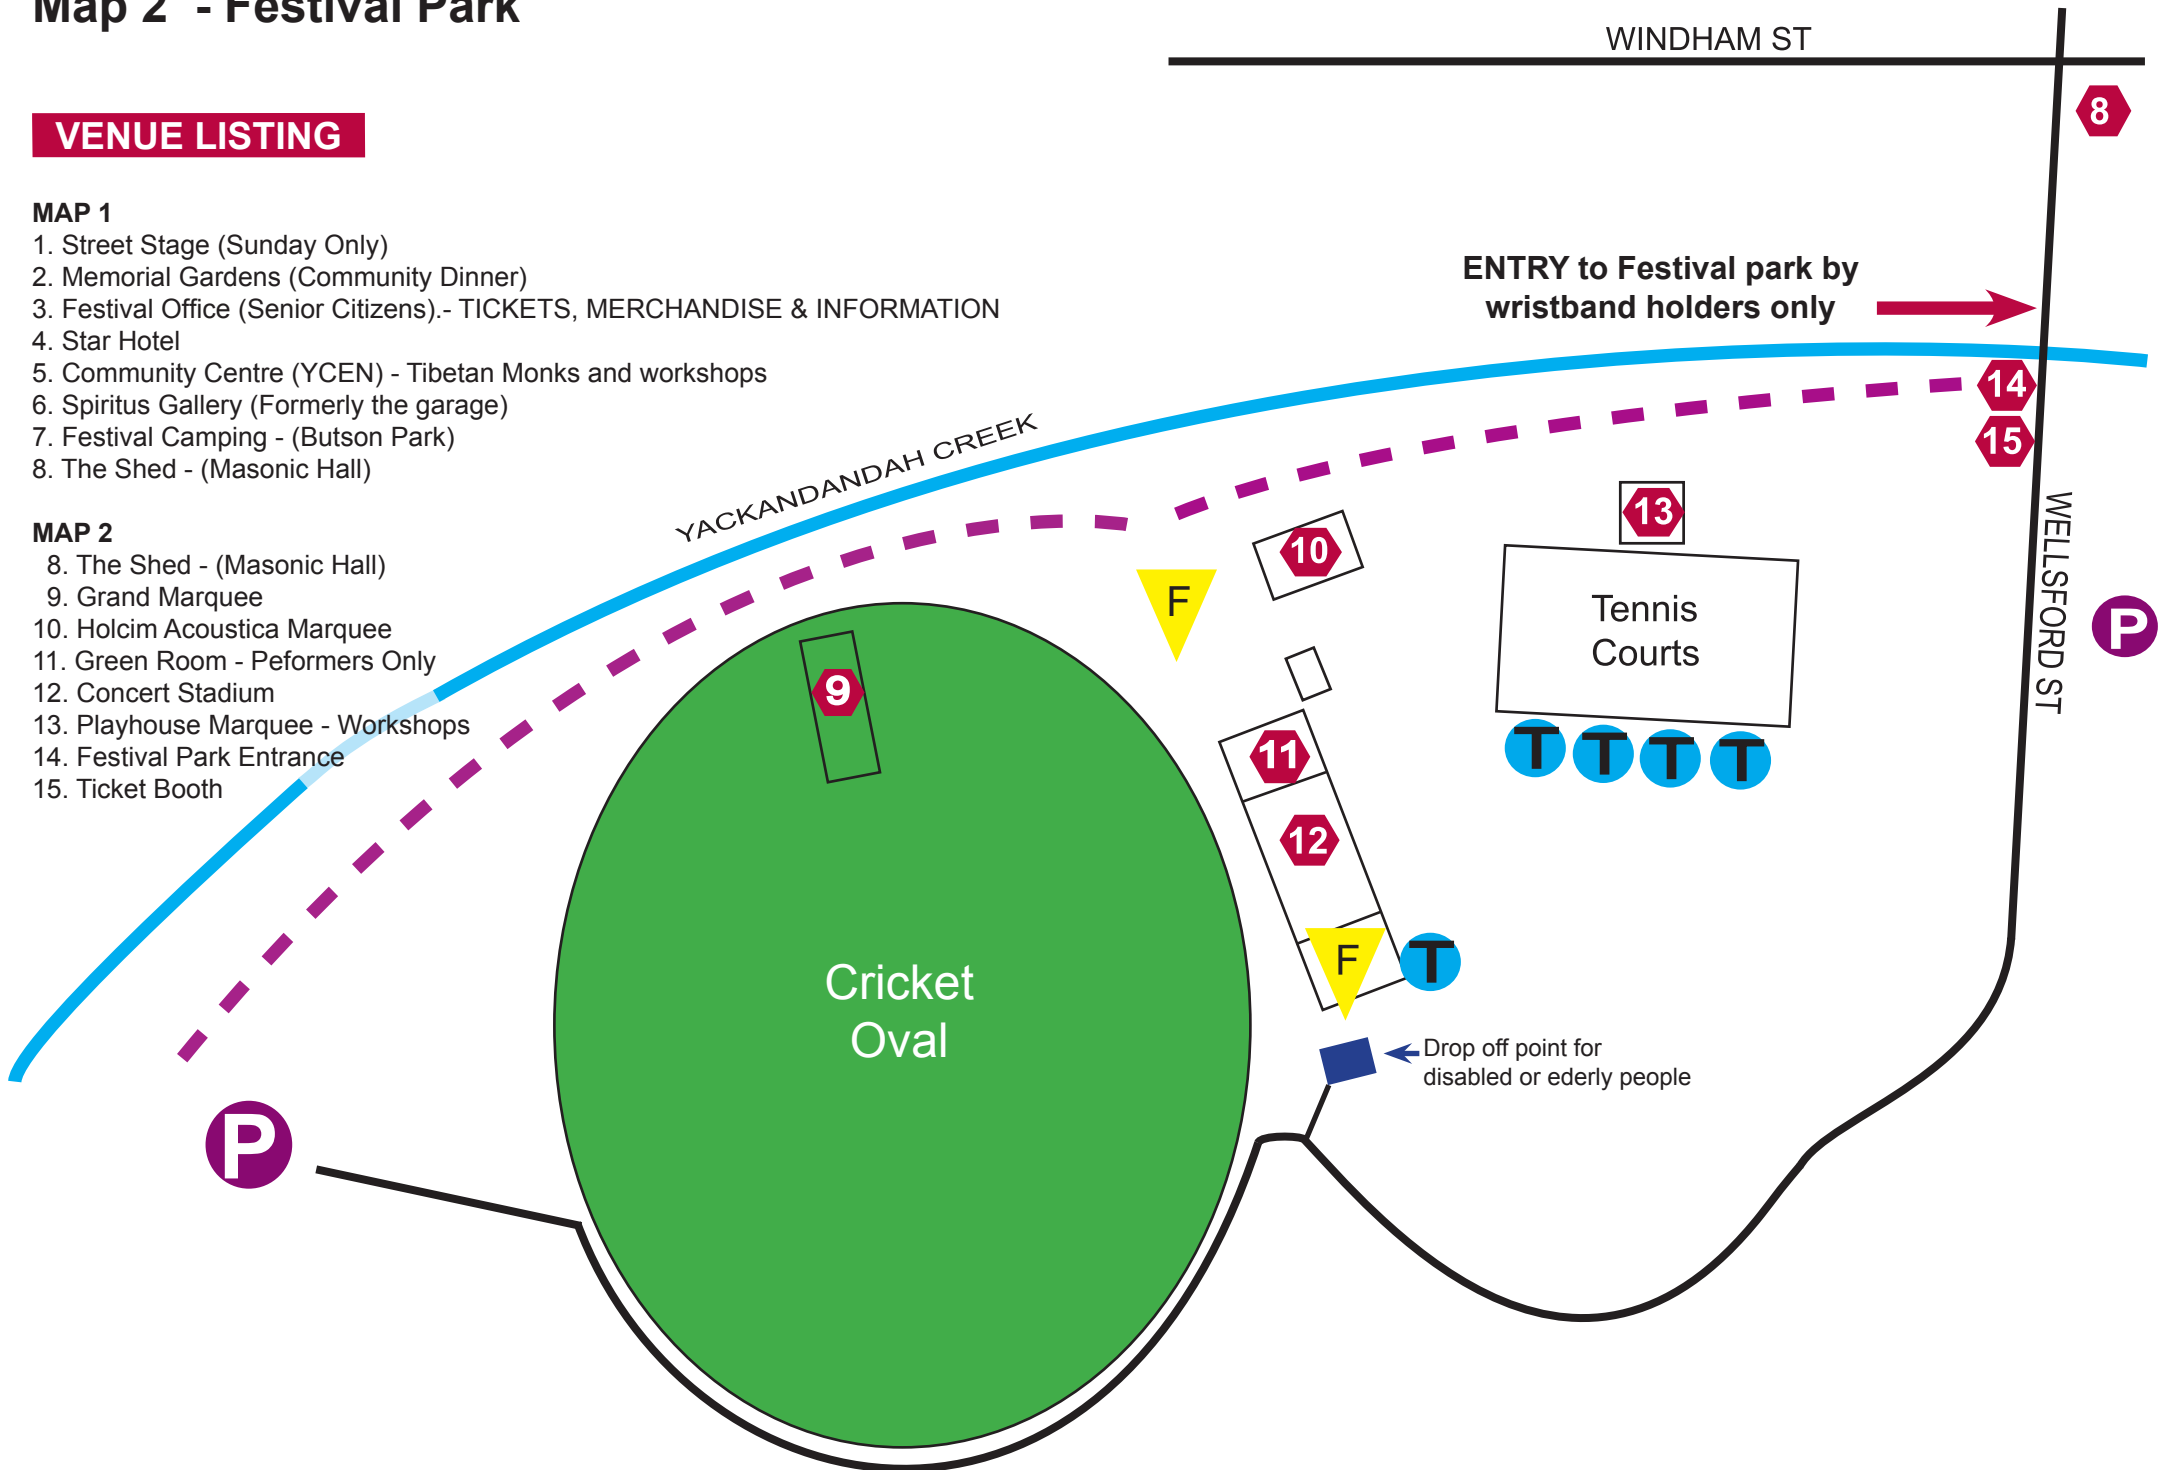 Map 2 - Festival Park
WINDHAM ST
8
VENUE LISTING
MAP 1
1. Street Stage (Sunday Only)
2. Memorial Gardens (Community Dinner)
3. Festival Office (Senior Citizens).- TICKETS, MERCHANDISE & INFORMATION
4. Star Hotel
5. Community Centre (YCEN) - Tibetan Monks and workshops
6. Spiritus Gallery (Formerly the garage)
7. Festival Camping - (Butson Park)
8. The Shed - (Masonic Hall)
MAP 2
8. The Shed - (Masonic Hall)
9. Grand Marquee
10. Holcim Acoustica Marquee
11. Green Room - Peformers Only
12. Concert Stadium
13. Playhouse Marquee - Workshops
14. Festival Park Entrance
15. Ticket Booth
ENTRY to Festival park by
wristband holders only
YACKANDANDAH CREEK
14
15
13
10
F
Tennis
Courts
WELLSFORD ST
P
9
11
T T T T
12
F
T
Cricket
Oval
Drop off point for
disabled or ederly people
P